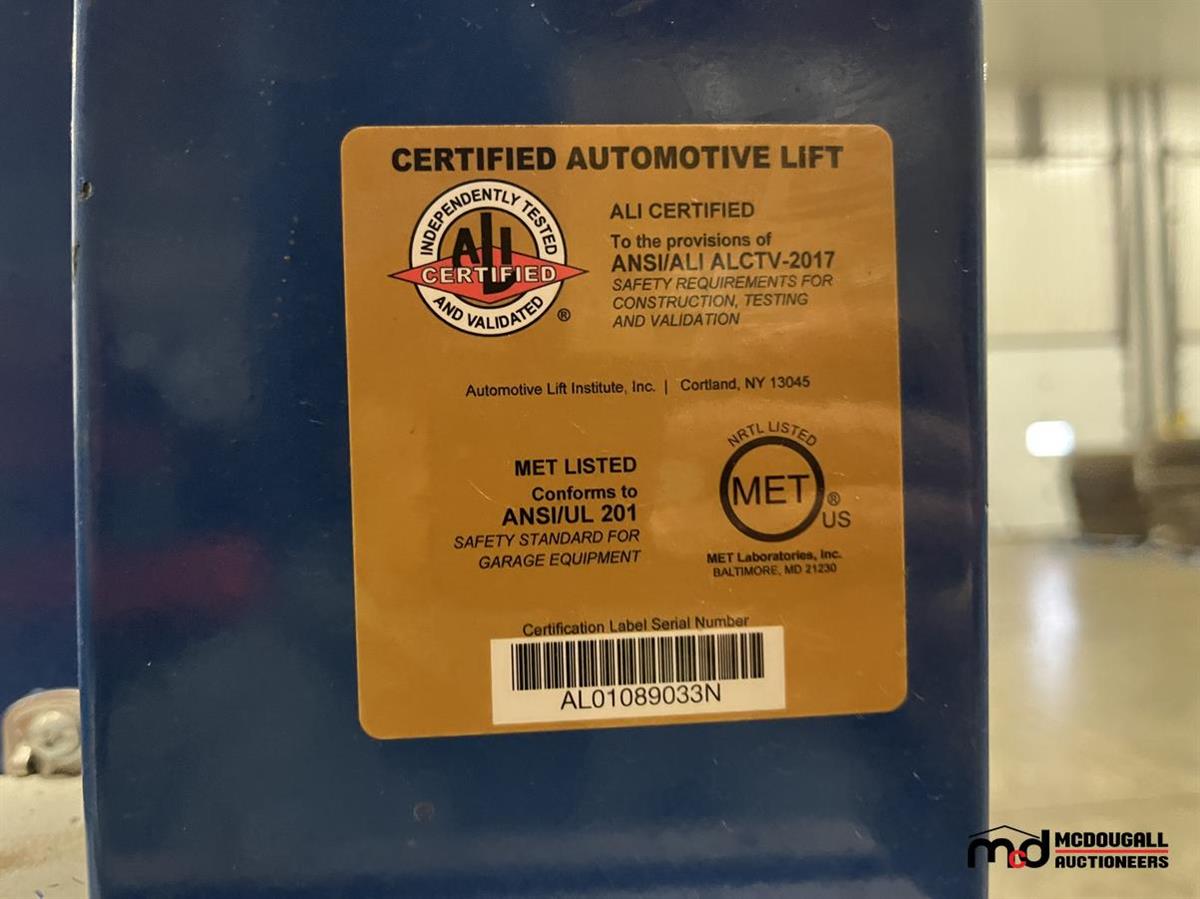 CERTIFIED AUTOMOTIVE LIFT
INDEPENDENTLY TESTED
ALI
CERTIFIED
AND VALIDATED
®
ALI CERTIFIED
To the provisions of
ANSI/ALI ALCTV-2017
SAFETY REQUIREMENTS FOR
CONSTRUCTION, TESTING
AND VALIDATION
Automotive Lift Institute, Inc. | Cortland, NY 13045
MET LISTED
Conforms to
ANSI/UL 201
SAFETY STANDARD FOR
GARAGE EQUIPMENT
NRTL LISTED
MET
®
US
MET Laboratories, Inc.
BALTIMORE, MD 21230
Certification Label Serial Number
AL01089033N
mcd
MCDOUGALL
AUCTIONEERS